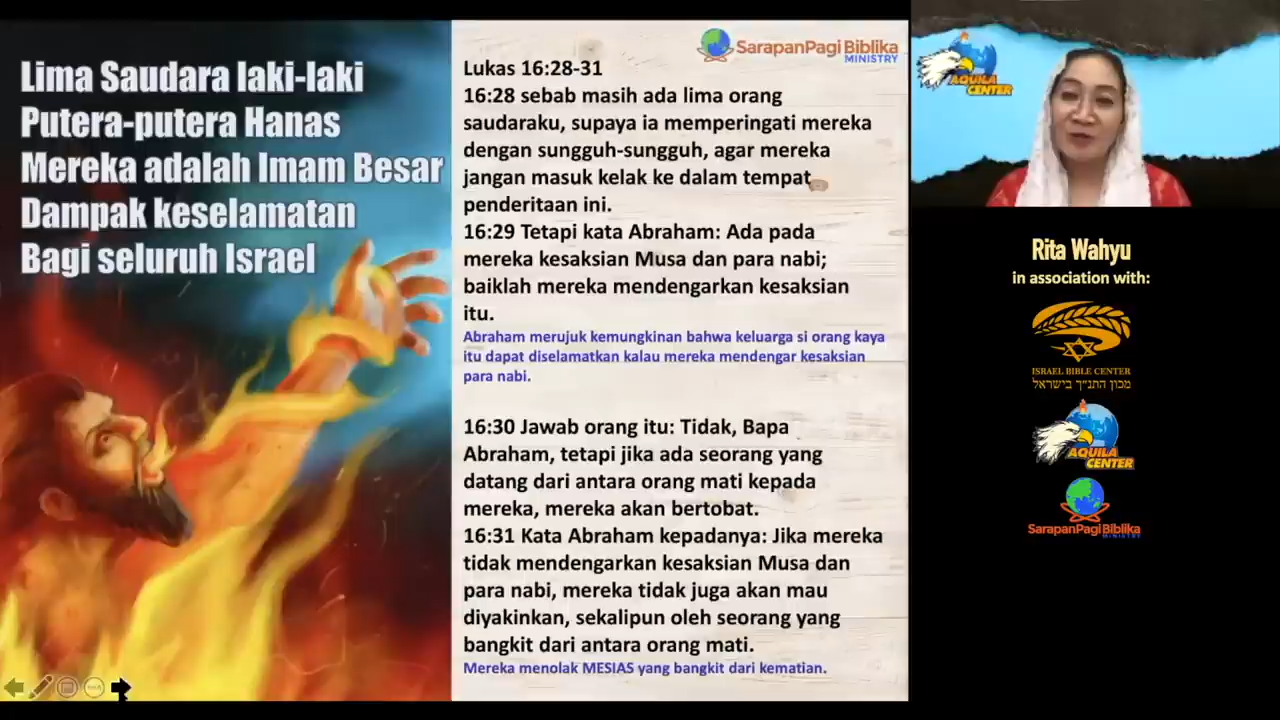 Lima Saudara laki-laki
Putera-putera Hanas
Mereka adalah Imam Besar
Dampak keselamatan
Bagi seluruh Israel
SarapanPagi Biblika
MINISTRY
Lukas 16:28-31
16:28 sebab masih ada lima orang
saudaraku, supaya ia memperingati mereka
dengan sungguh-sungguh, agar mereka
jangan masuk kelak ke dalam tempat
penderitaan ini.
16:29 Tetapi kata Abraham: Ada pada
mereka kesaksian Musa dan para nabi;
baiklah mereka mendengarkan kesaksian
itu.
Abraham merujuk kemungkinan bahwa keluarga si orang kaya
itu dapat diselamatkan kalau mereka mendengar kesaksian
para nabi.
16:30 Jawab orang itu: Tidak, Bapa
Abraham, tetapi jika ada seorang yang
datang dari antara orang mati kepada
mereka, mereka akan bertobat.
16:31 Kata Abraham kepadanya: Jika mereka
tidak mendengarkan kesaksian Musa dan
para nabi, mereka tidak juga akan mau
diyakinkan, sekalipun oleh seorang yang
bangkit dari antara orang mati.
Mereka menolak MESIAS yang bangkit dari kematian.
AQUILA
CENTER
Rita Wahyu
in association with:
ISRAEL BIBLE CENTER
מכון התנ״ך בישראל
AQUILA
CENTER
SarapanPagi Biblika
MINISTRY